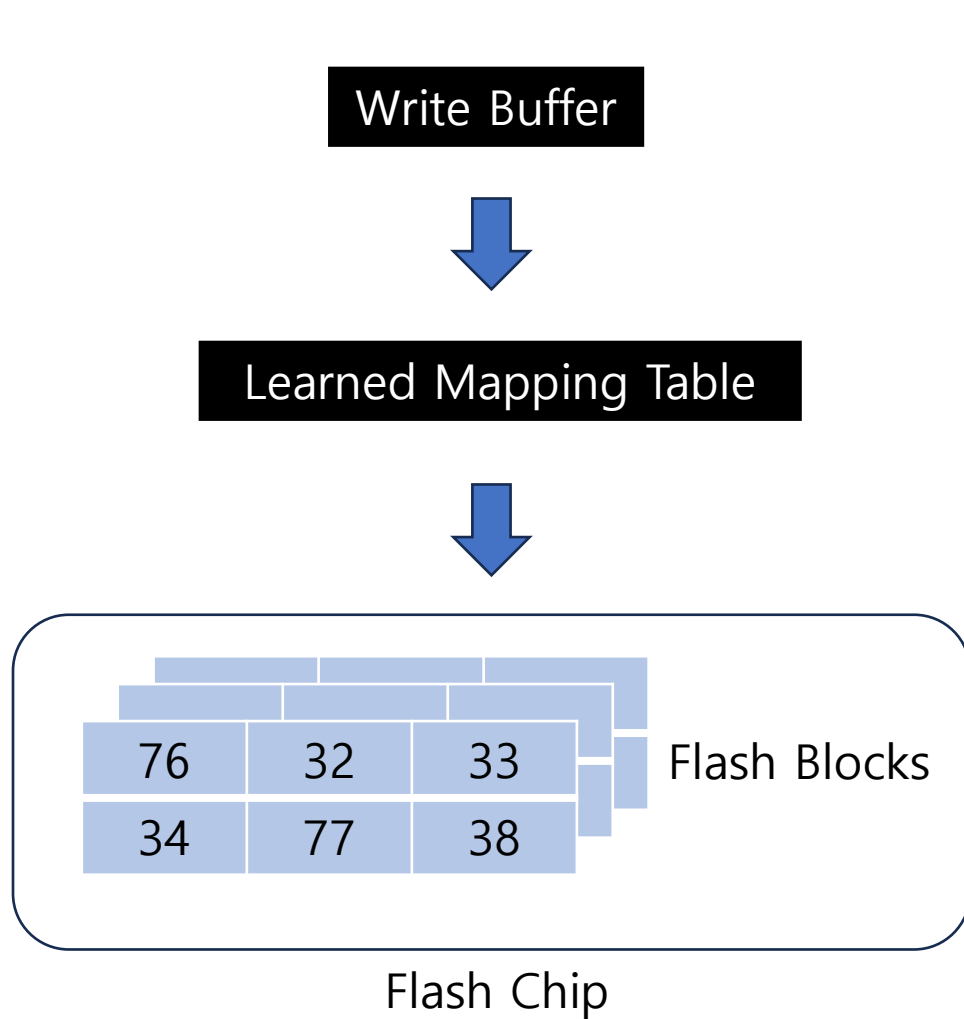 Write Buffer
Learned Mapping Table
76 32 33
Flash Blocks
34 77 38
Flash Chip